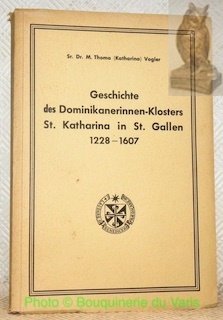 Sr. Dr. M. Thoma (Katharina) Vogler
Geschichte
des Dominikanerinnen-Klosters
St. Katharina in St. Gallen
1228–1607
Photo © Bouquinerie du Varis